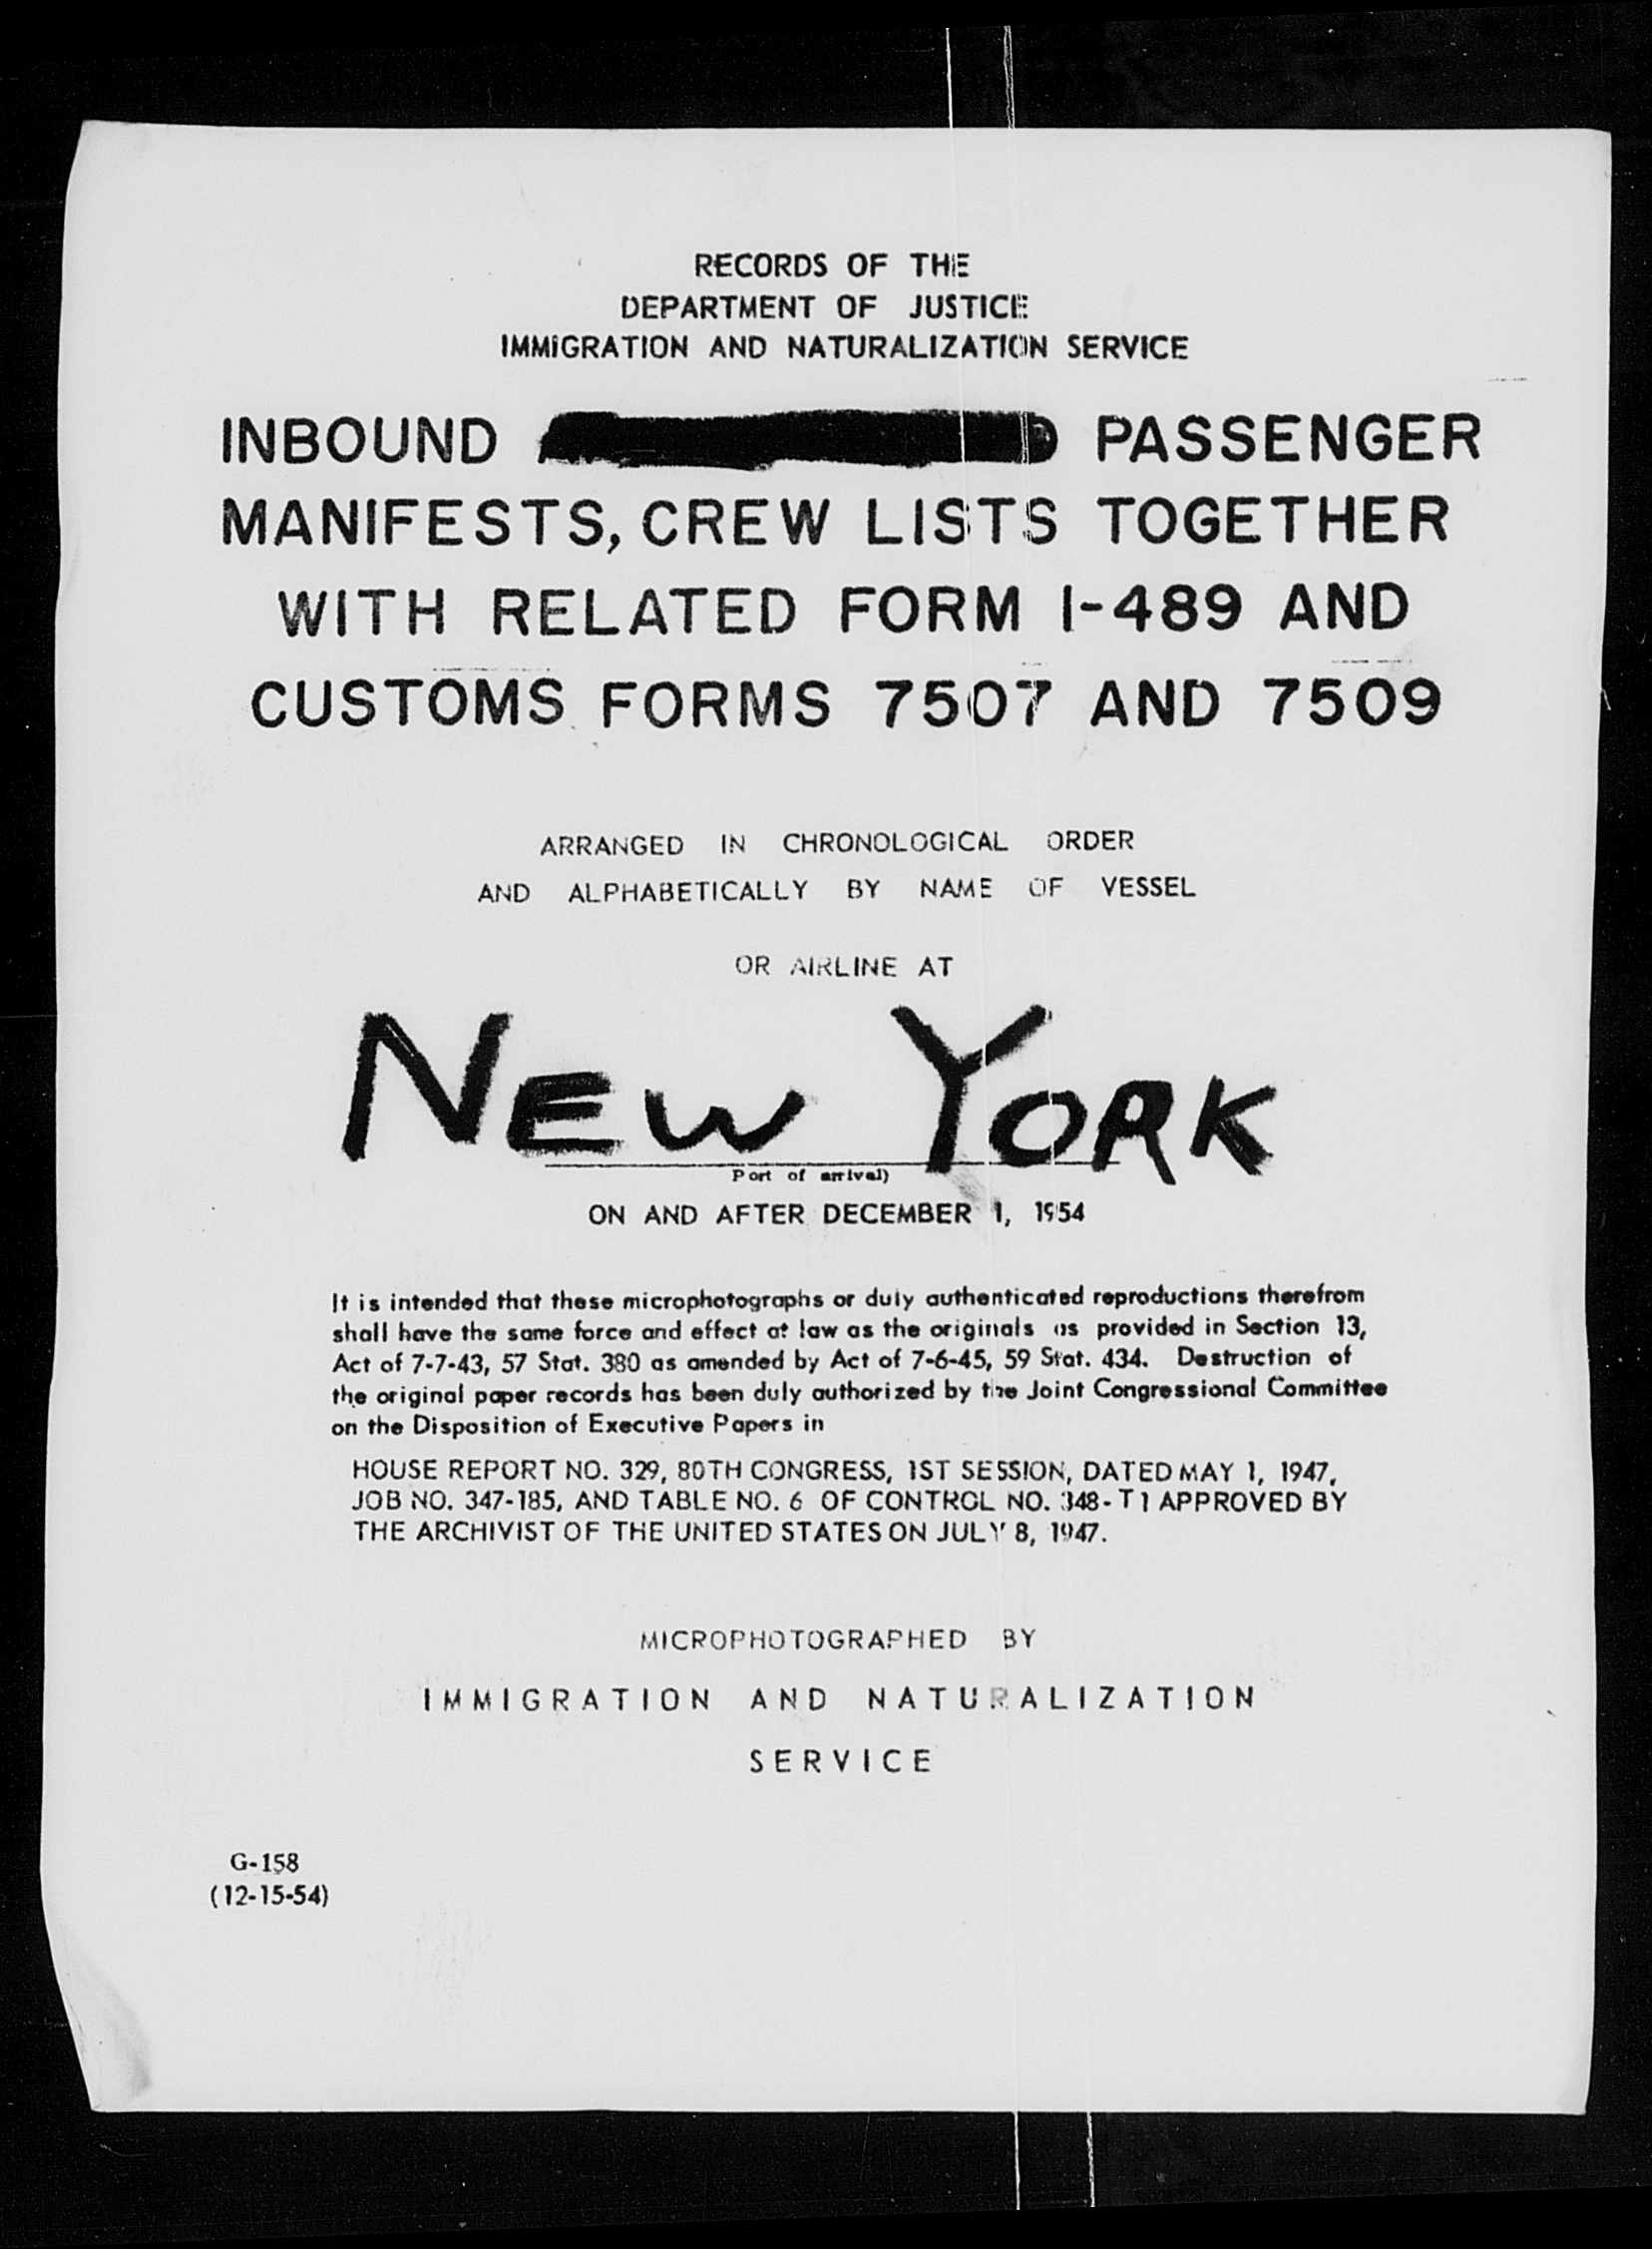 RECORDS OF THE
DEPARTMENT OF JUSTICE
IMMIGRATION AND NATURALIZATION SERVICE
INBOUND PASSENGER
MANIFESTS, CREW LISTS TOGETHER
WITH RELATED FORM I-489 AND
CUSTOMS FORMS 7507 AND 7509
ARRANGED IN CHRONOLOGICAL ORDER
AND ALPHABETICALLY BY NAME OF VESSEL
OR AIRLINE AT
NEW YORK
Port of arrival)
ON AND AFTER DECEMBER 1, 1954
It is intended that these microphotographs or duly authenticated reproductions therefrom
shall have the same force and effect at law as the originals as provided in Section 13,
Act of 7-7-43, 57 Stat. 380 as amended by Act of 7-6-45, 59 Stat. 434. Destruction of
the original paper records has been duly authorized by the Joint Congressional Committee
on the Disposition of Executive Papers in
HOUSE REPORT NO. 329, 80TH CONGRESS, 1ST SESSION, DATED MAY 1, 1947,
JOB NO. 347-185, AND TABLE NO. 6 OF CONTROL NO. 348-T1 APPROVED BY
THE ARCHIVIST OF THE UNITED STATES ON JULY 8, 1947.
MICROPHOTOGRAPHED BY
IMMIGRATION AND NATURALIZATION
SERVICE
G-158
(12-15-54)